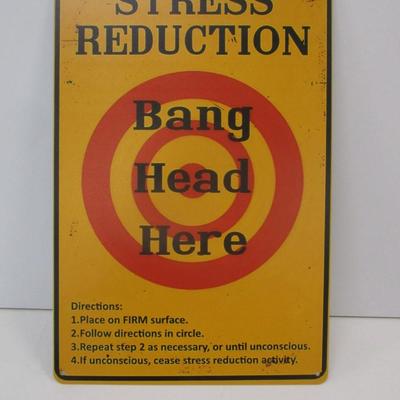 STRESS
REDUCTION
Bang
Head
Here
Directions:
1.Place on FIRM surface.
2.Follow directions in circle.
3.Repeat step 2 as necessary, or until unconscious.
4.If unconscious, cease stress reduction activity.